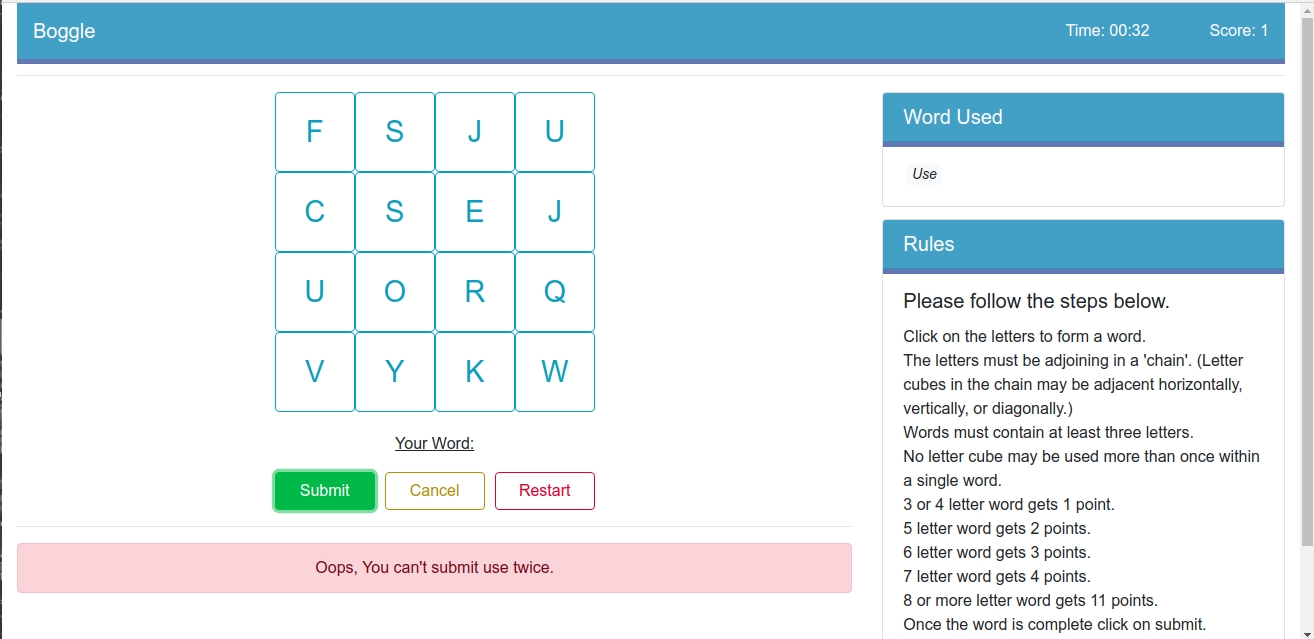 Boggle Time: 00:32 Score: 1
F S J U
C S E J
U O R Q
V Y K W
Your Word:
Submit Cancel Restart
Oops, You can't submit use twice.
Word Used
Use
Rules
Please follow the steps below.
Click on the letters to form a word.
The letters must be adjoining in a 'chain'. (Letter
cubes in the chain may be adjacent horizontally,
vertically, or diagonally.)
Words must contain at least three letters.
No letter cube may be used more than once within
a single word.
3 or 4 letter word gets 1 point.
5 letter word gets 2 points.
6 letter word gets 3 points.
7 letter word gets 4 points.
8 or more letter word gets 11 points.
Once the word is complete click on submit.